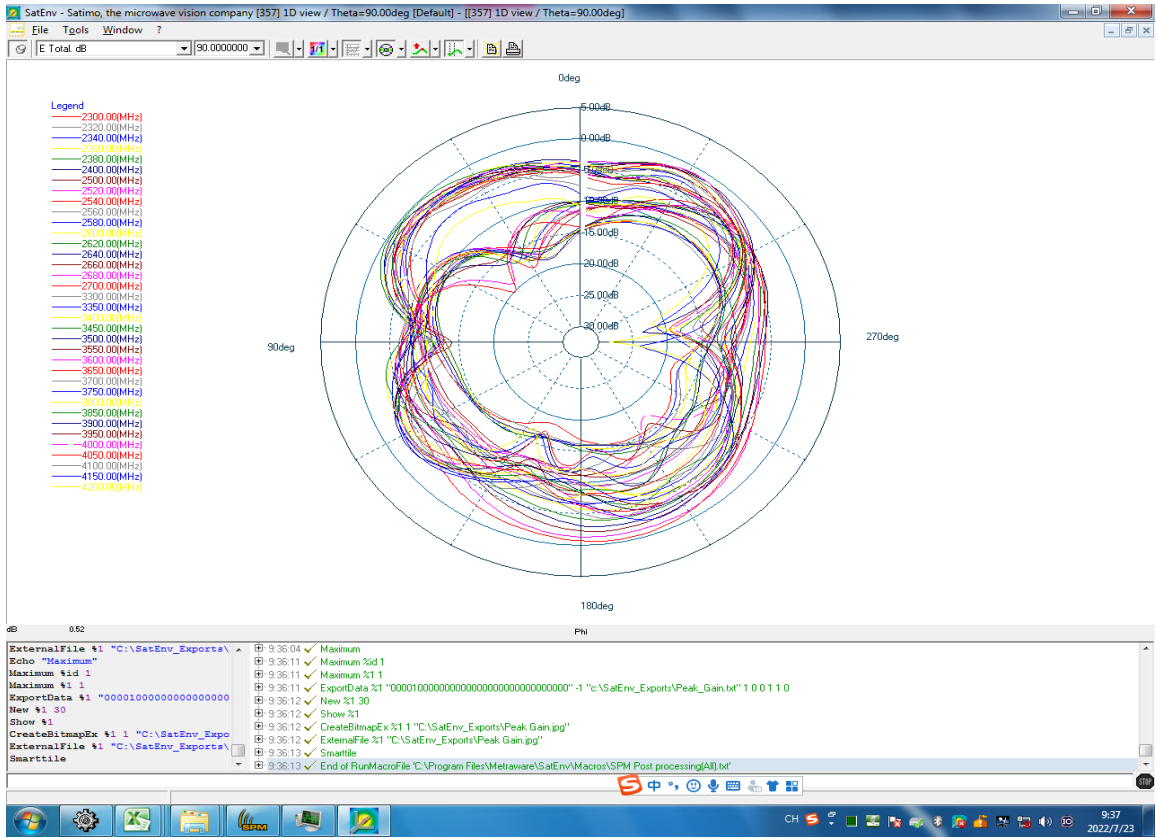 SatEnv - Satimo, the microwave vision company [357] 1D view / Theta=90.00deg [Default] - [[357] 1D view / Theta=90.00deg]
File Tools Window ?
E Total. dB 90.0000000 1/1
0deg
Legend
2300.00(MHz)
2320.00(MHz)
2340.00(MHz)
2360.00(MHz)
2380.00(MHz)
2400.00(MHz)
2500.00(MHz)
2520.00(MHz)
2540.00(MHz)
2560.00(MHz)
2580.00(MHz)
2600.00(MHz)
2620.00(MHz)
2640.00(MHz)
2660.00(MHz)
2680.00(MHz)
2700.00(MHz)
3300.00(MHz)
3350.00(MHz)
3400.00(MHz)
3450.00(MHz)
3500.00(MHz)
3550.00(MHz)
3600.00(MHz)
3650.00(MHz)
3700.00(MHz)
3750.00(MHz)
3800.00(MHz)
3850.00(MHz)
3900.00(MHz)
3950.00(MHz)
4000.00(MHz)
4050.00(MHz)
4100.00(MHz)
4150.00(MHz)
4200.00(MHz)
5.00dB
0.00dB
-5.00dB
-10.00dB
-15.00dB
-20.00dB
-25.00dB
-30.00dB
90deg
270deg
180deg
dB 0.52
Phi
ExternalFile %1 "C:\SatEnv_Exports\
Echo "Maximum"
Maximum %id 1
Maximum %1 1
ExportData %1 "00001000000000000000
New %1 30
Show %1
CreateBitmapEx %1 1 "C:\SatEnv_Expo
ExternalFile %1 "C:\SatEnv_Exports\
Smarttile
9:36:04 Maximum
9:36:11 Maximum %id 1
9:36:11 Maximum %1 1
9:36:11 ExportData %1 "00001000000000000000000000000000" -1 "c:\SatEnv_Exports\Peak_Gain.txt" 1 0 0 1 1 0
9:36:12 New %1 30
9:36:12 Show %1
9:36:12 CreateBitmapEx %1 1 "C:\SatEnv_Exports\Peak Gain.jpg"
9:36:12 ExternalFile %1 "C:\SatEnv_Exports\Peak Gain.jpg"
9:36:13 Smarttile
9:36:13 End of RunMacroFile 'C:\Program Files\Metraware\SatEnv\Macros\SPM Post processing(All).txt'
STOP
中
SPM
CH
9:37
2022/7/23